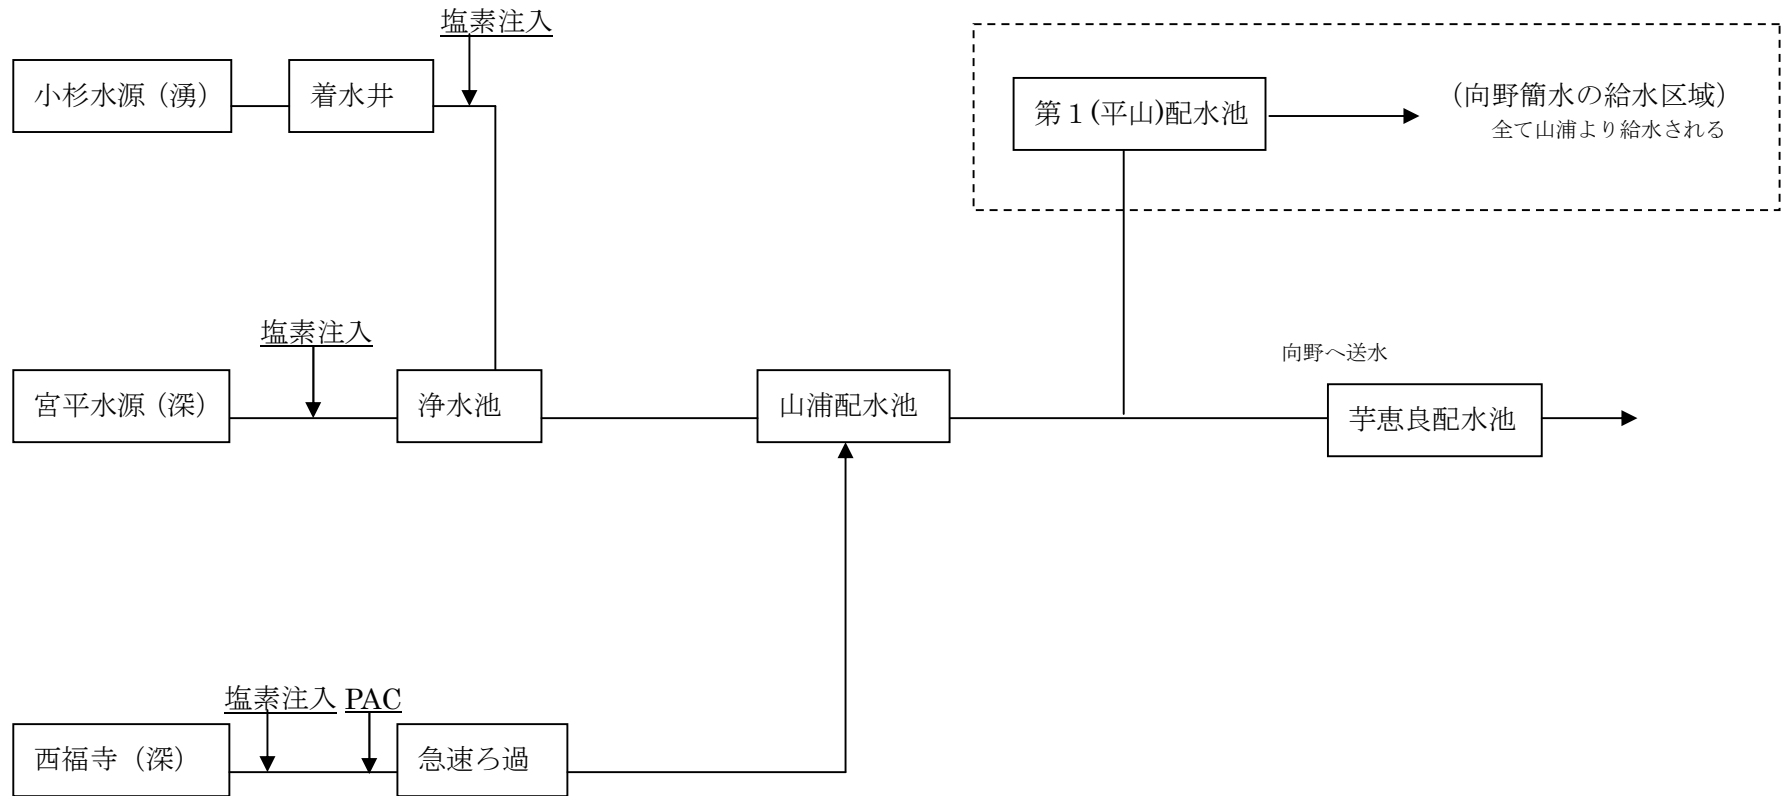 塩素注入
小杉水源（湧）
着水井
第１(平山)配水池
（向野簡水の給水区域）
全て山浦より給水される
塩素注入
向野へ送水
宮平水源（深）
浄水池
山浦配水池
芋恵良配水池
塩素注入 PAC
西福寺（深）
急速ろ過